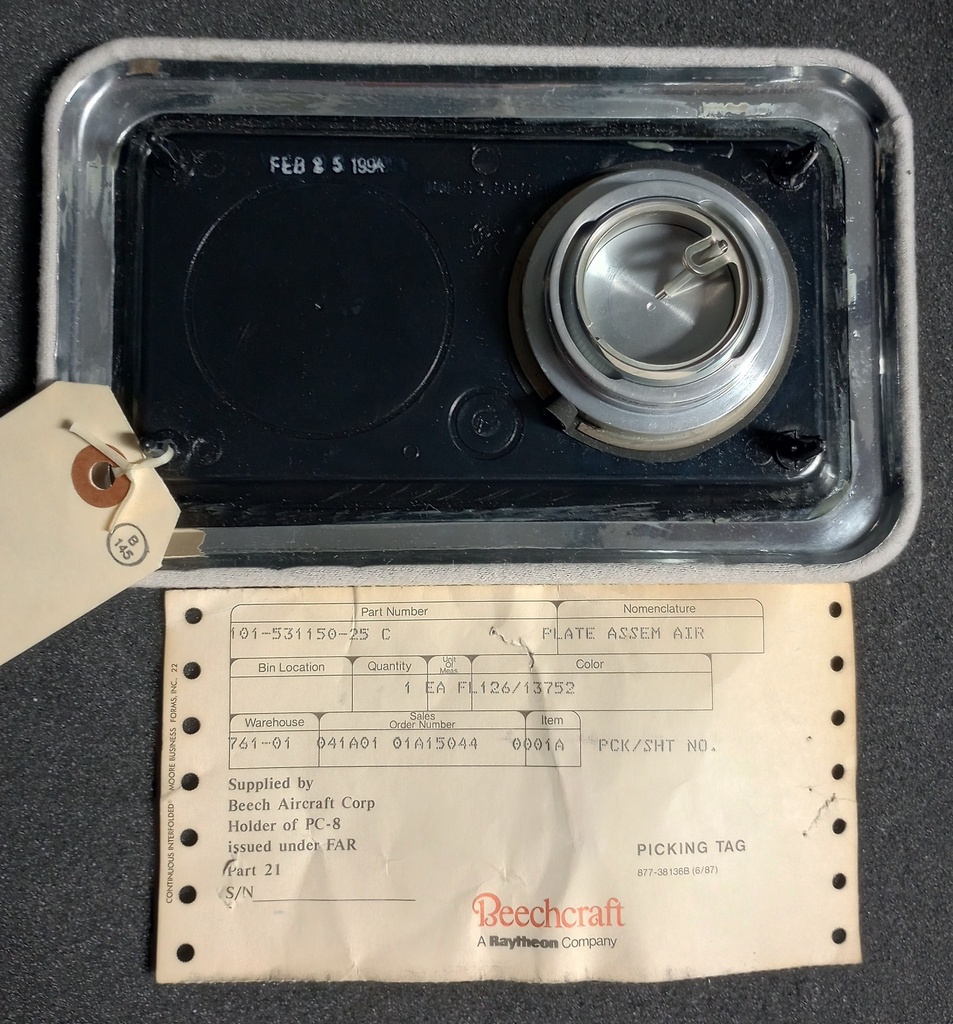 FEB 25 1994
B
145
Part Number
Nomenclature
101-531150-25 C
PLATE ASSEM AIR
Bin Location
Quantity
Unit
Of
Meas.
Color
1 EA FL126/13752
Warehouse
Sales
Order Number
Item
761-01 041A01 01A15044 0001A PCK/SHT NO.
Supplied by
Beech Aircraft Corp
Holder of PC-8
issued under FAR
Part 21
S/N
PICKING TAG
877-38136B (6/87)
Beechcraft
A Raytheon Company
CONTINUOUS INTERFOLDED® MOORE BUSINESS FORMS, INC. 22